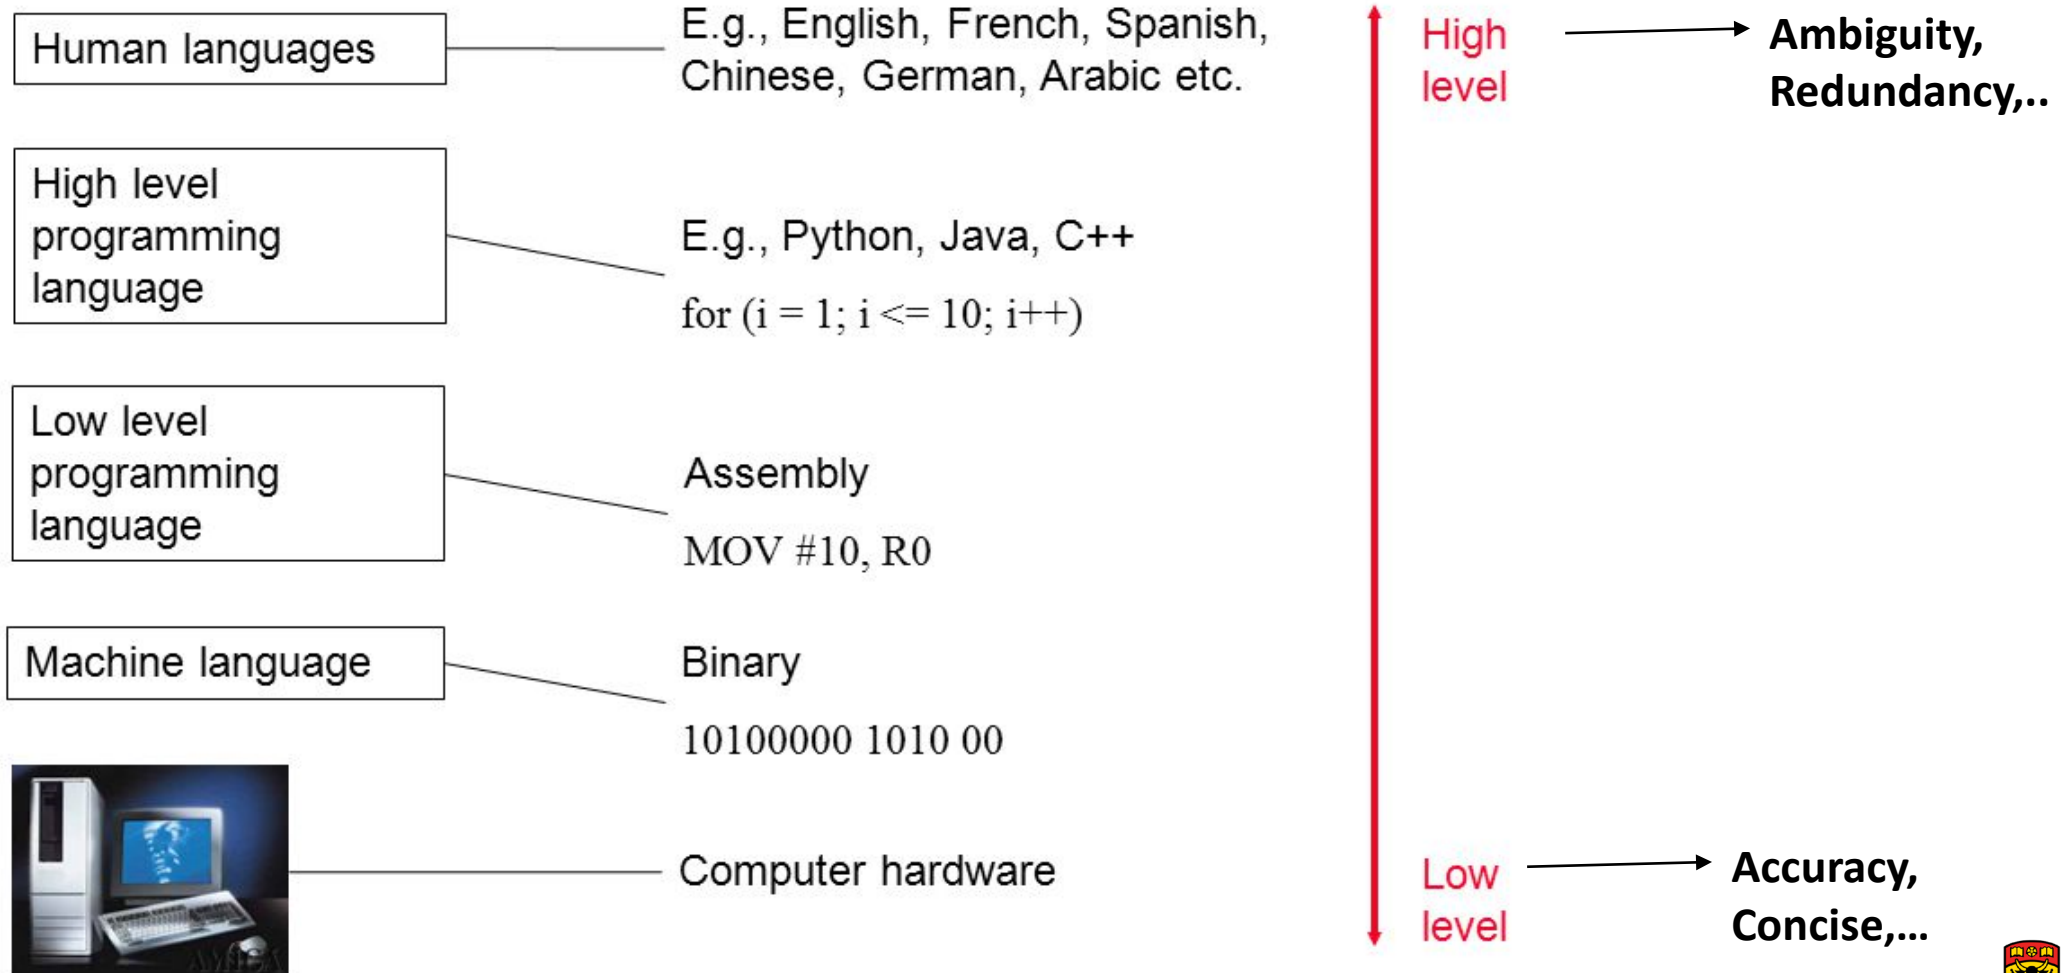 Human languages
E.g., English, French, Spanish,
Chinese, German, Arabic etc.
High
level
Ambiguity,
Redundancy,..
High level
programming
language
E.g., Python, Java, C++
for (i = 1; i <= 10; i++)
Low level
programming
language
Assembly
MOV #10, R0
Machine language
Binary
10100000 1010 00
Computer hardware
Low
level
Accuracy,
Concise,...
AMIGA